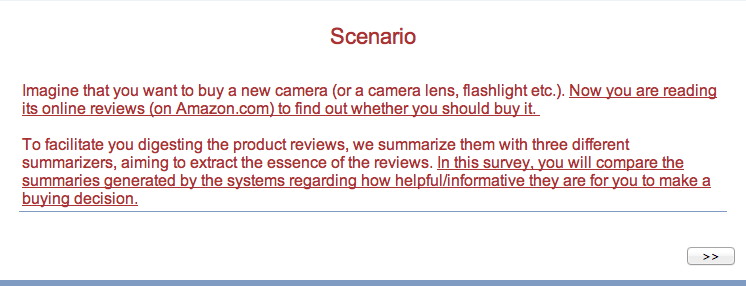 Scenario
Imagine that you want to buy a new camera (or a camera lens, flashlight etc.). Now you are reading
its online reviews (on Amazon.com) to find out whether you should buy it.
To facilitate you digesting the product reviews, we summarize them with three different
summarizers, aiming to extract the essence of the reviews. In this survey, you will compare the
summaries generated by the systems regarding how helpful/informative they are for you to make a
buying decision.
>>